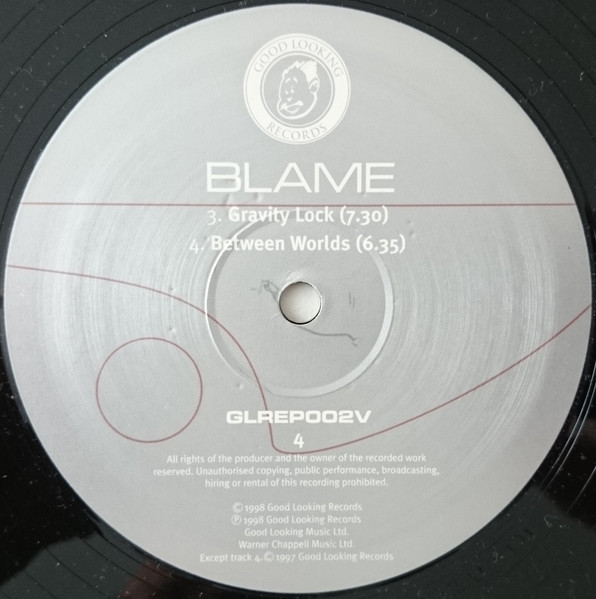 GOOD LOOKING
RECORDS
BLAME
3. Gravity Lock (7.30)
4. Between Worlds (6.35)
GLREP002V
4
All rights of the producer and the owner of the recorded work
reserved. Unauthorised copying, public performance, broadcasting,
hiring or rental of this recording prohibited.
© 1998 Good Looking Records
℗ 1998 Good Looking Records
Good Looking Music Ltd.
Warner Chappell Music Ltd.
Except track 4. © 1997 Good Looking Records